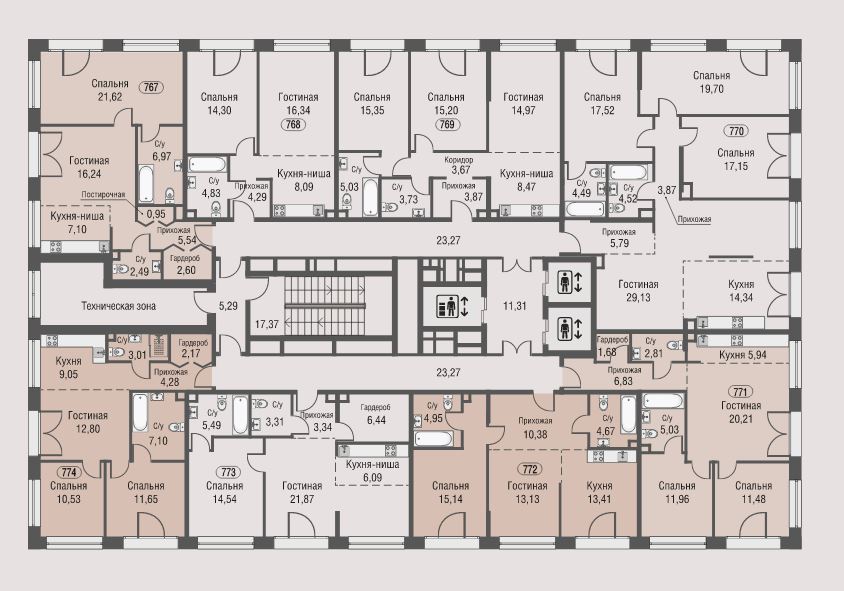 Спальня
21,62
767
С/у
6,97
Гостиная
16,24
Постирочная
0,95
Кухня-ниша
7,10
Прихожая
5,54
С/у
2,49
Гардероб
2,60
Спальня
14,30
Гостиная
16,34
768
С/у
4,83
Прихожая
4,29
Кухня-ниша
8,09
Спальня
15,35
Спальня
15,20
769
Гостиная
14,97
С/у
5,03
С/у
3,73
Коридор
3,67
Прихожая
3,87
Кухня-ниша
8,47
Спальня
17,52
Спальня
19,70
770
Спальня
17,15
С/у
4,49
С/у
4,52
3,87
Прихожая
Прихожая
5,79
Гостиная
29,13
Кухня
14,34
23,27
Техническая зона
5,29
17,37
11,31
23,27
Кухня
9,05
С/у
3,01
Гардероб
2,17
Прихожая
4,28
Гостиная
12,80
С/у
7,10
774
Спальня
10,53
Спальня
11,65
С/у
5,49
С/у
3,31
Прихожая
3,34
Гардероб
6,44
773
Спальня
14,54
Гостиная
21,87
Кухня-ниша
6,09
С/у
4,95
Прихожая
10,38
С/у
4,67
Спальня
15,14
772
Гостиная
13,13
Кухня
13,41
Гардероб
1,68
С/у
2,81
Прихожая
6,83
Кухня 5,94
771
Гостиная
20,21
С/у
5,03
Спальня
11,96
Спальня
11,48